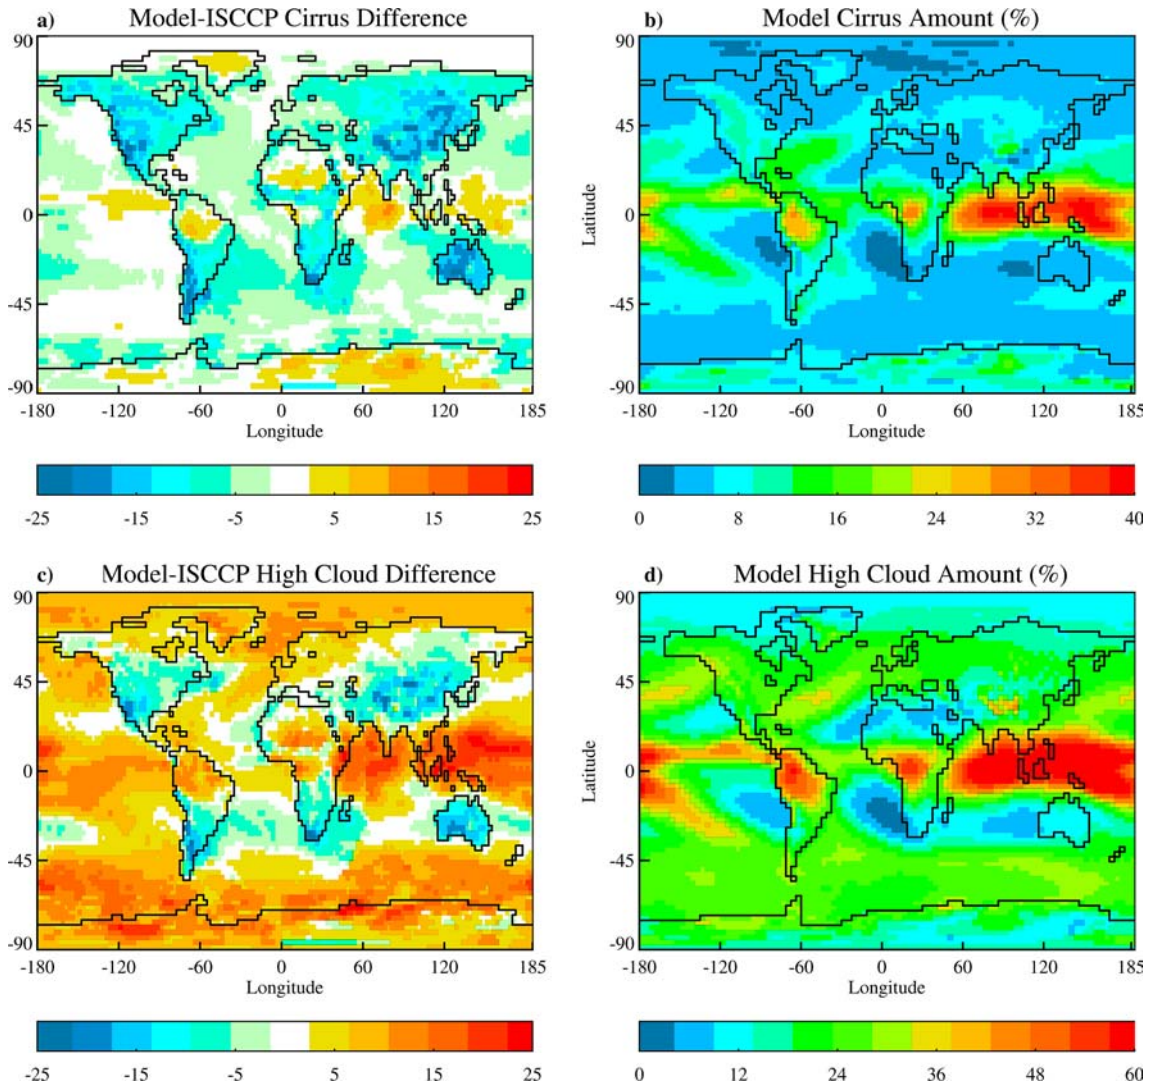 a) Model-ISCCP Cirrus Difference
90
45
0
-45
-90
-180 -120 -60 0 60 120 185
Longitude
-25 -15 -5 5 15 25
b) Model Cirrus Amount (%)
90
45
0
-45
-90
Latitude
-180 -120 -60 0 60 120 185
Longitude
0 8 16 24 32 40
c) Model-ISCCP High Cloud Difference
90
45
0
-45
-90
-180 -120 -60 0 60 120 185
Longitude
-25 -15 -5 5 15 25
d) Model High Cloud Amount (%)
90
45
0
-45
-90
Latitude
-180 -120 -60 0 60 120 185
Longitude
0 12 24 36 48 60